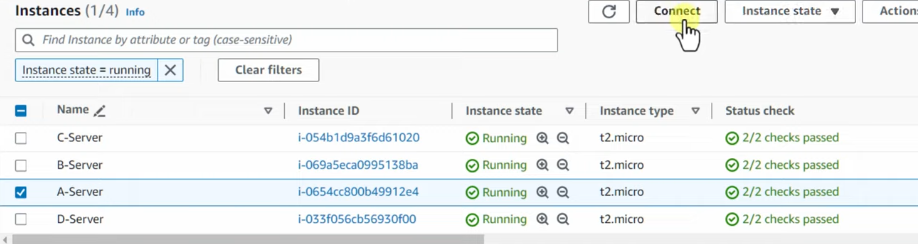 Instances (1/4) Info
Connect
Instance state
Find Instance by attribute or tag (case-sensitive)
Instance state = running
Clear filters
Name Instance ID Instance state Instance type Status check
C-Server i-054b1d9a3f6d61020 Running t2.micro 2/2 checks passed
B-Server i-069a5eca0995138ba Running t2.micro 2/2 checks passed
A-Server i-0654cc800b49912e4 Running t2.micro 2/2 checks passed
D-Server i-033f056cb56930f00 Running t2.micro 2/2 checks passed